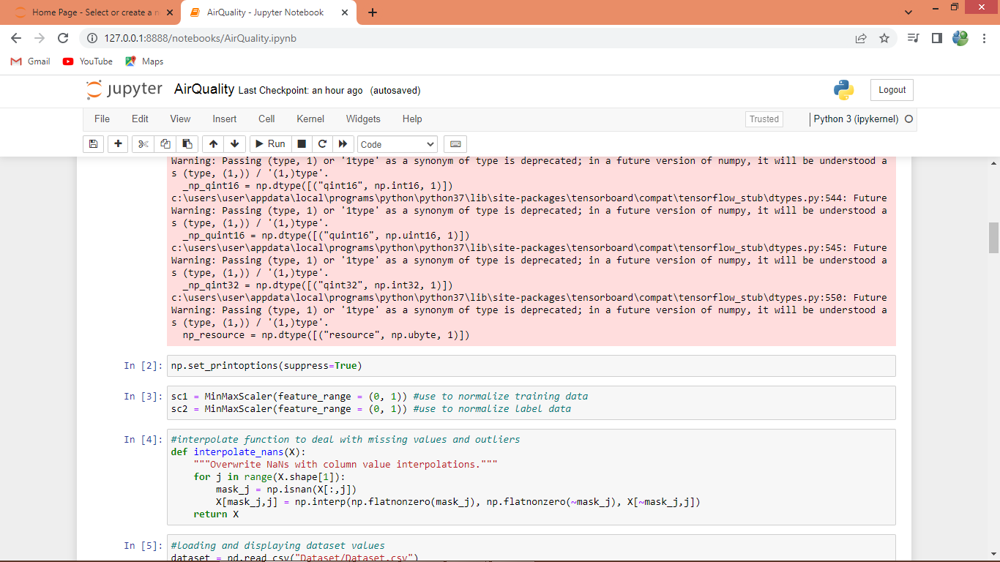 Home Page - Select or create a n
AirQuality - Jupyter Notebook
127.0.0.1:8888/notebooks/AirQuality.ipynb
Gmail YouTube Maps
jupyter AirQuality Last Checkpoint: an hour ago (autosaved)
Logout
File Edit View Insert Cell Kernel Widgets Help
Trusted
Python 3 (ipykernel)
Run
Code
Warning: Passing (type, 1) or '1type' as a synonym of type is deprecated; in a future version of numpy, it will be understood a
s (type, (1,)) / '(1,)type'.
  _np_qint16 = np.dtype([("qint16", np.int16, 1)])
c:\users\user\appdata\local\programs\python\python37\lib\site-packages\tensorboard\compat\tensorflow_stub\dtypes.py:544: Future
Warning: Passing (type, 1) or '1type' as a synonym of type is deprecated; in a future version of numpy, it will be understood a
s (type, (1,)) / '(1,)type'.
  _np_quint16 = np.dtype([("quint16", np.uint16, 1)])
c:\users\user\appdata\local\programs\python\python37\lib\site-packages\tensorboard\compat\tensorflow_stub\dtypes.py:545: Future
Warning: Passing (type, 1) or '1type' as a synonym of type is deprecated; in a future version of numpy, it will be understood a
s (type, (1,)) / '(1,)type'.
  _np_qint32 = np.dtype([("qint32", np.int32, 1)])
c:\users\user\appdata\local\programs\python\python37\lib\site-packages\tensorboard\compat\tensorflow_stub\dtypes.py:550: Future
Warning: Passing (type, 1) or '1type' as a synonym of type is deprecated; in a future version of numpy, it will be understood a
s (type, (1,)) / '(1,)type'.
  np_resource = np.dtype([("resource", np.ubyte, 1)])
In [2]: np.set_printoptions(suppress=True)
In [3]: sc1 = MinMaxScaler(feature_range = (0, 1)) #use to normalize training data
sc2 = MinMaxScaler(feature_range = (0, 1)) #use to normalize label data
In [4]: #interpolate function to deal with missing values and outliers
def interpolate_nans(X):
    """Overwrite NaNs with column value interpolations."""
    for j in range(X.shape[1]):
        mask_j = np.isnan(X[:,j])
        X[mask_j,j] = np.interp(np.flatnonzero(mask_j), np.flatnonzero(~mask_j), X[~mask_j,j])
    return X
In [5]: #loading and displaying dataset values
dataset = pd.read_csv("Dataset/Dataset.csv")